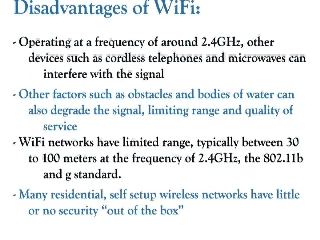 Disadvantages of WiFi:
- Operating at a frequency of around 2.4GHz, other
devices such as cordless telephones and microwaves can
interfere with the signal
- Other factors such as obstacles and bodies of water can
also degrade the signal, limiting range and quality of
service
- WiFi networks have limited range, typically between 30
to 100 meters at the frequency of 2.4GHz, the 802.11b
and g standard.
- Many residential, self setup wireless networks have little
or no security “out of the box”